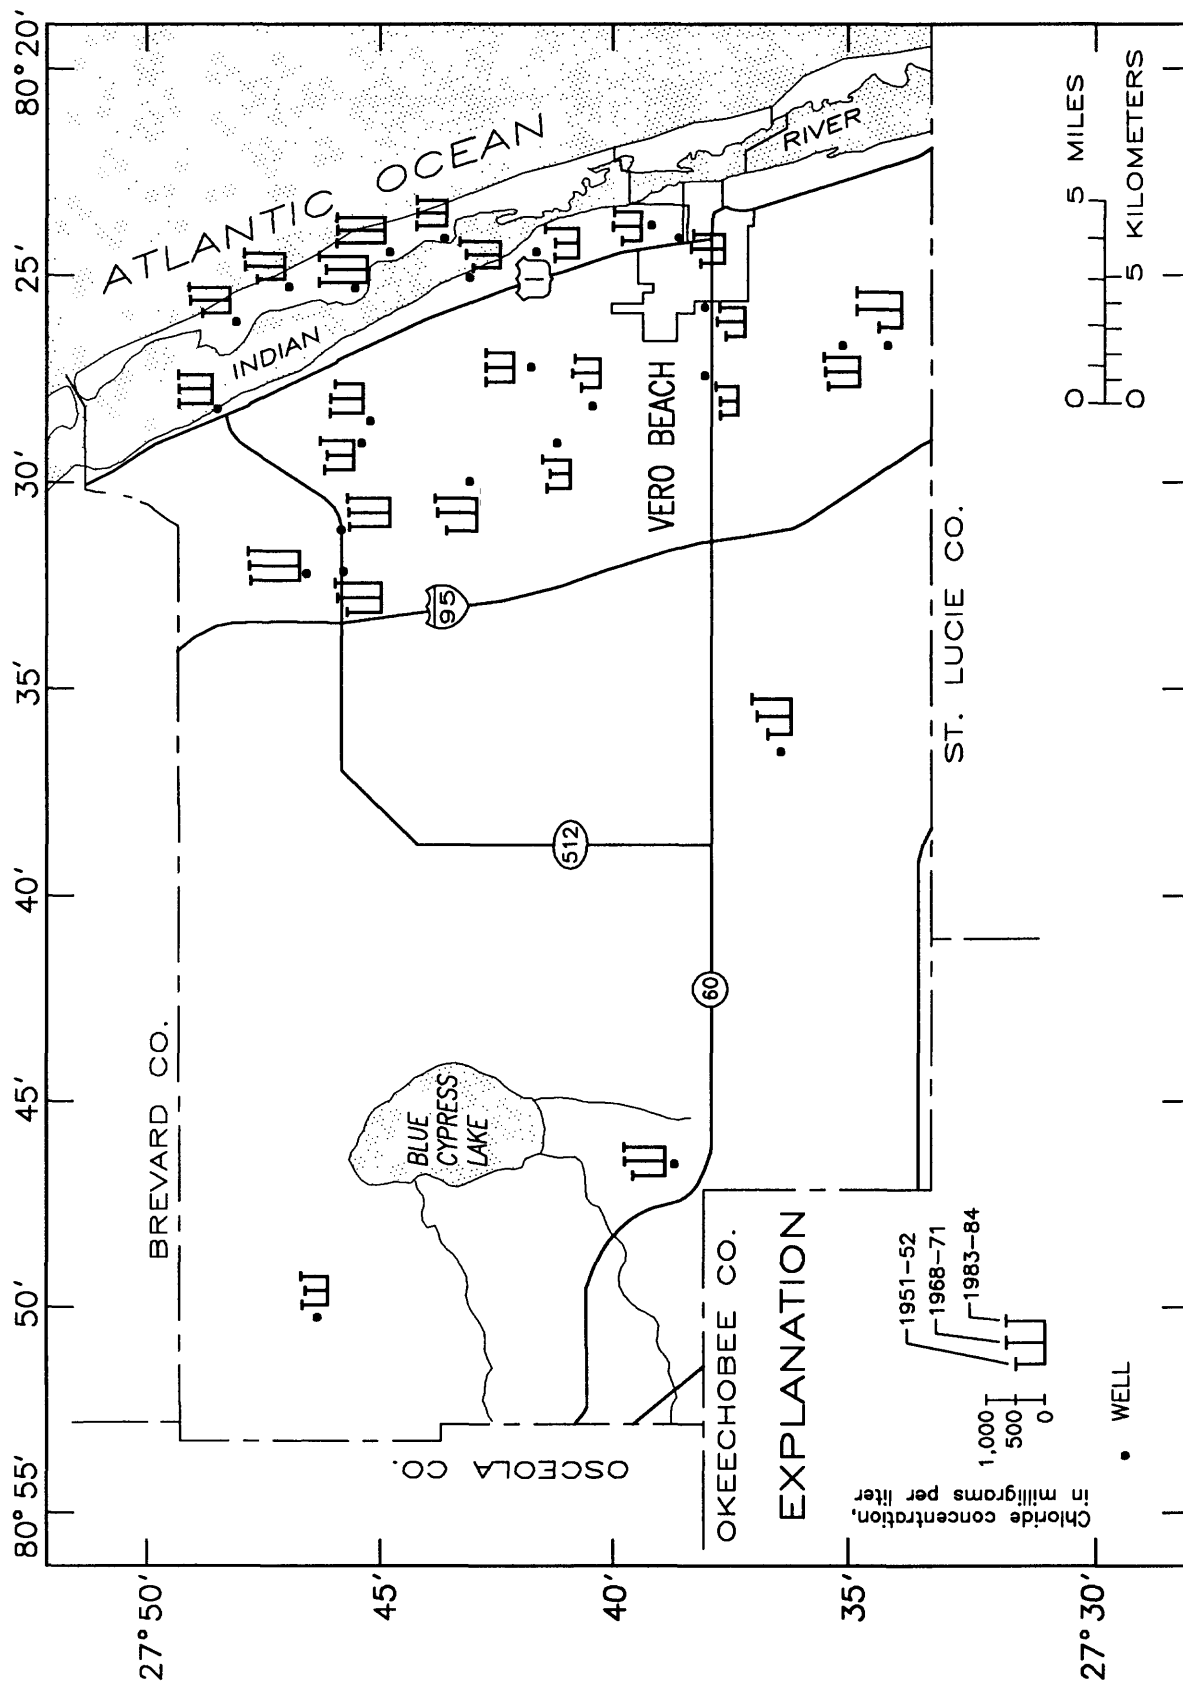 80° 55'
50'
45'
40'
35'
30'
25'
80° 20'
27° 50'
45'
40'
35'
27° 30'
BREVARD CO.
ATLANTIC OCEAN
INDIAN
RIVER
BLUE
CYPRESS
LAKE
OSCEOLA CO.
512
95
1
60
VERO BEACH
OKEECHOBEE CO.
ST. LUCIE CO.
EXPLANATION
Chloride concentration,
in milligrams per liter
1,000
500
0
1951-52
1968-71
1983-84
WELL
0 5 MILES
0 5 KILOMETERS